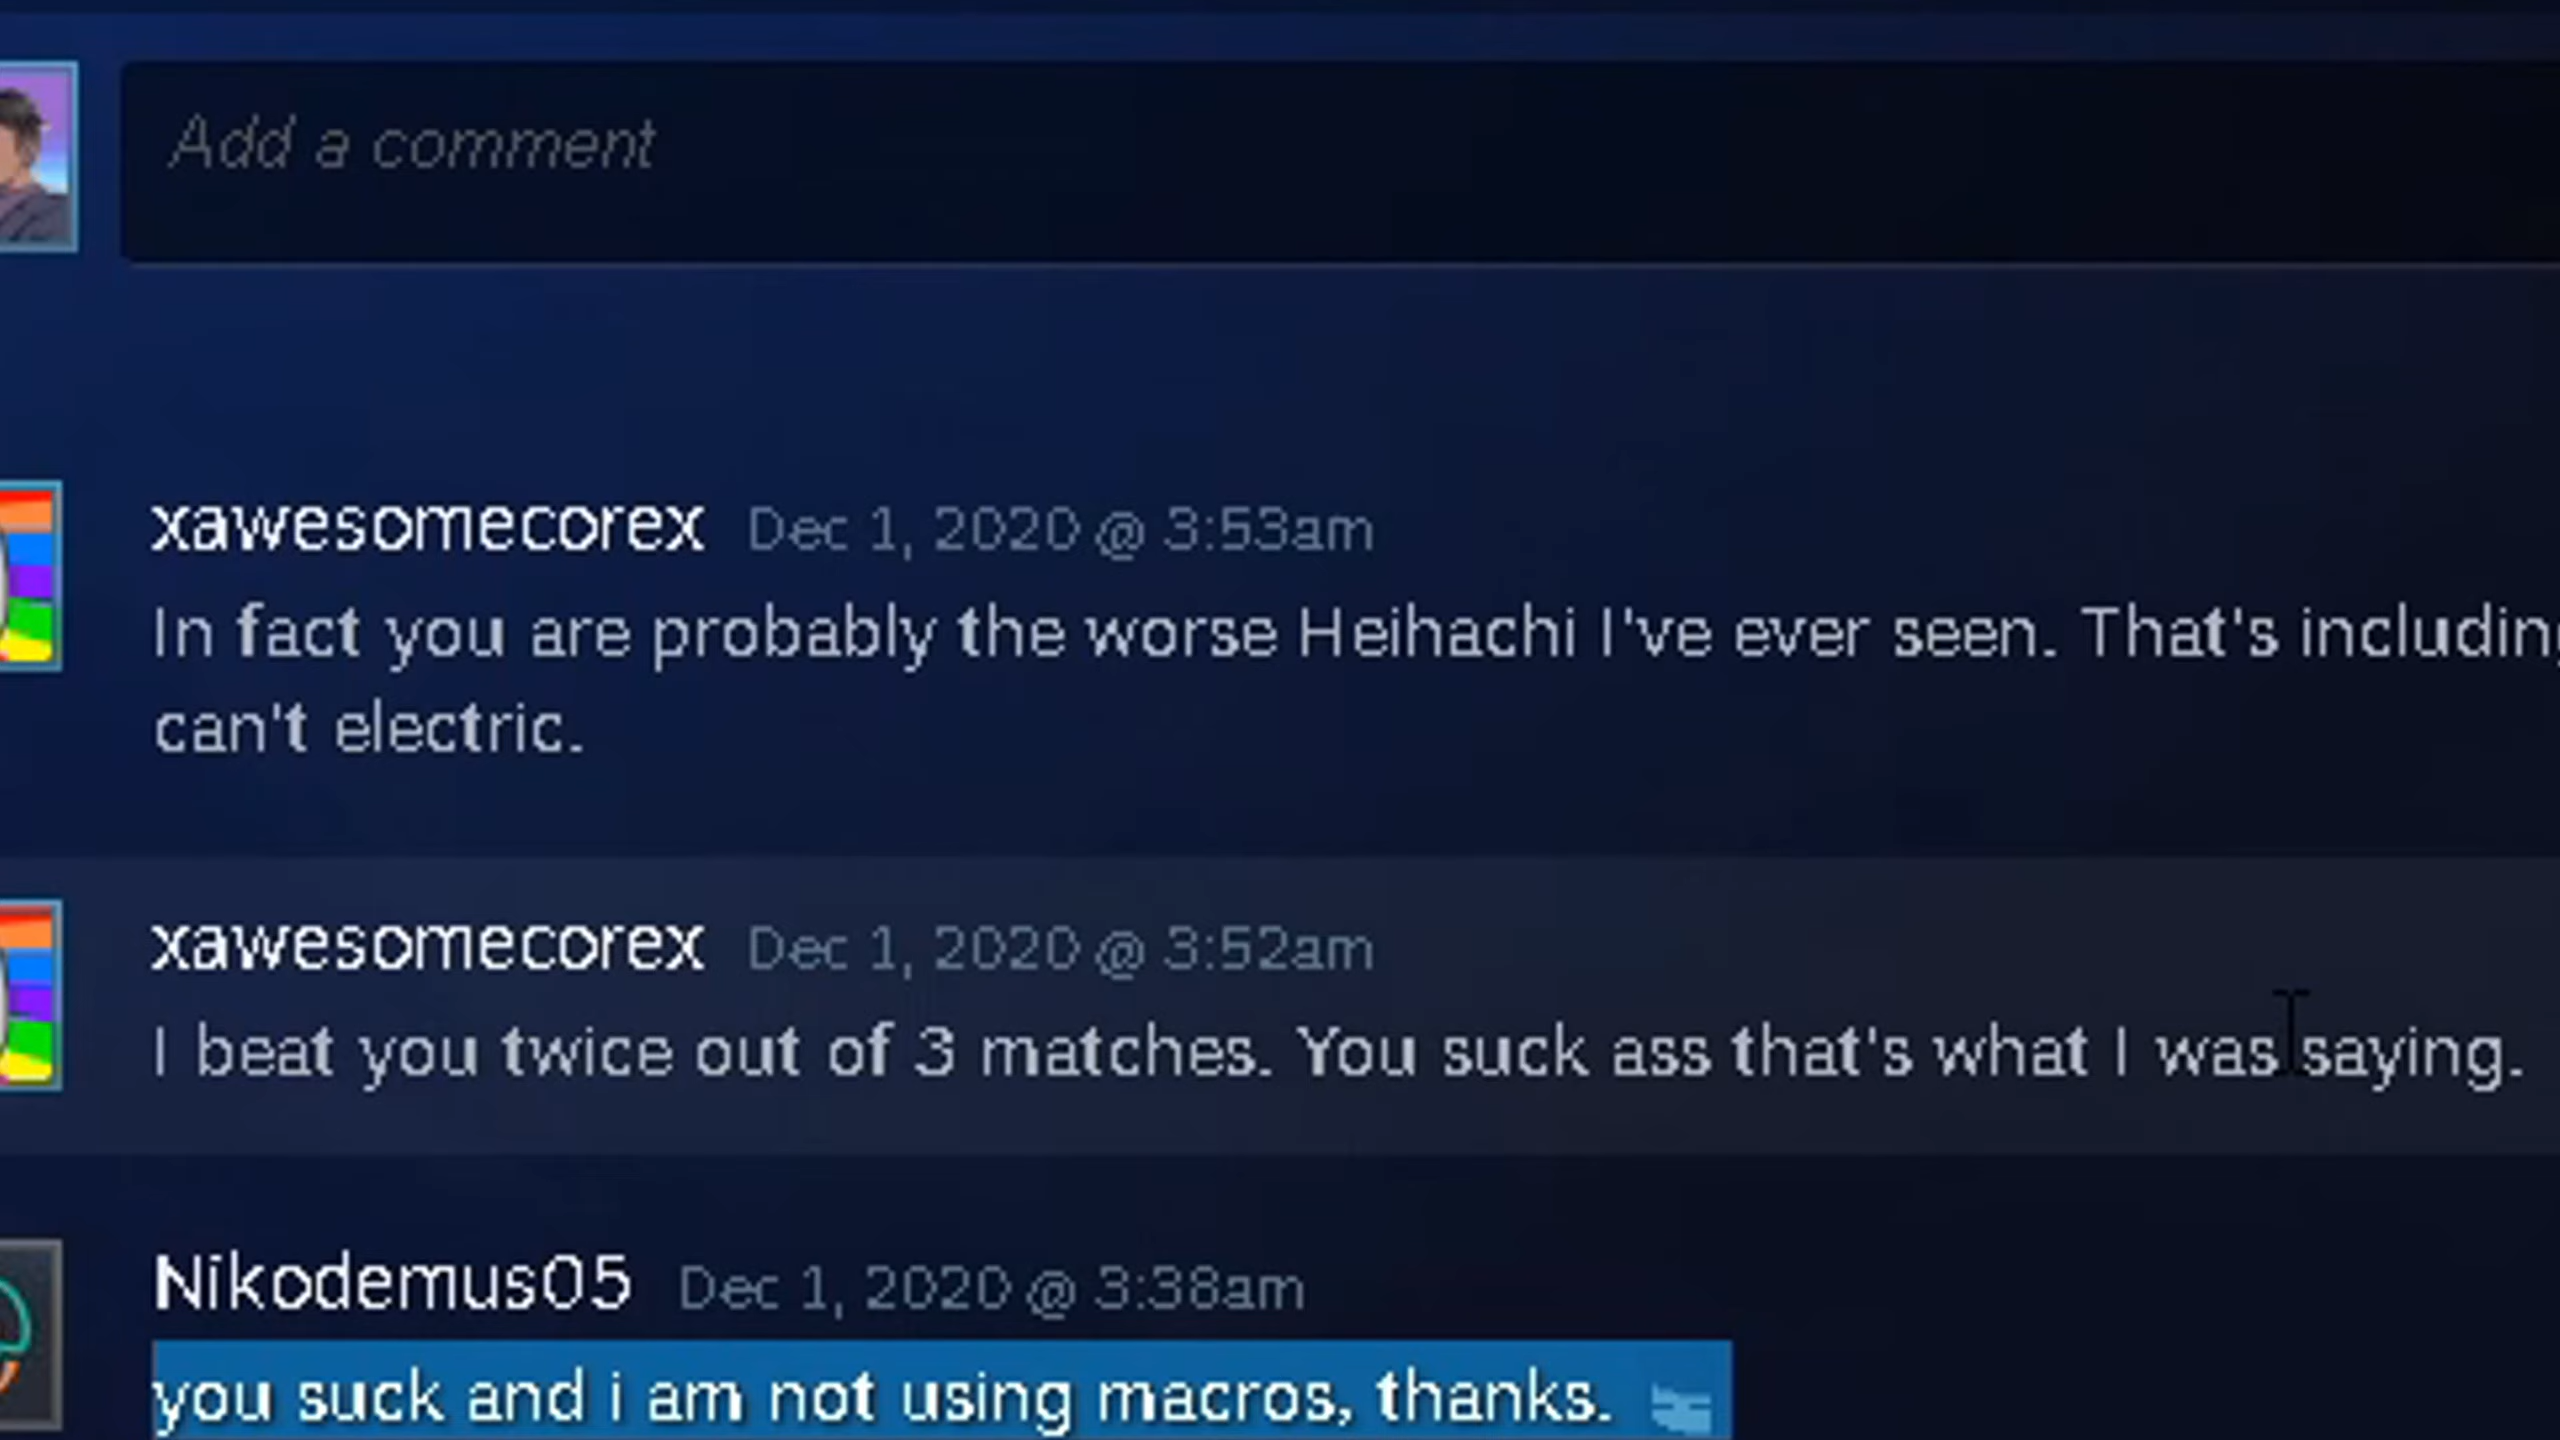 Add a comment
xawesomecorex Dec 1, 2020 @ 3:53am
In fact you are probably the worse Heihachi I've ever seen. That's including
can't electric.
xawesomecorex Dec 1, 2020 @ 3:52am
I beat you twice out of 3 matches. You suck ass that's what I was saying.
Nikodemus05 Dec 1, 2020 @ 3:38am
you suck and i am not using macros, thanks.